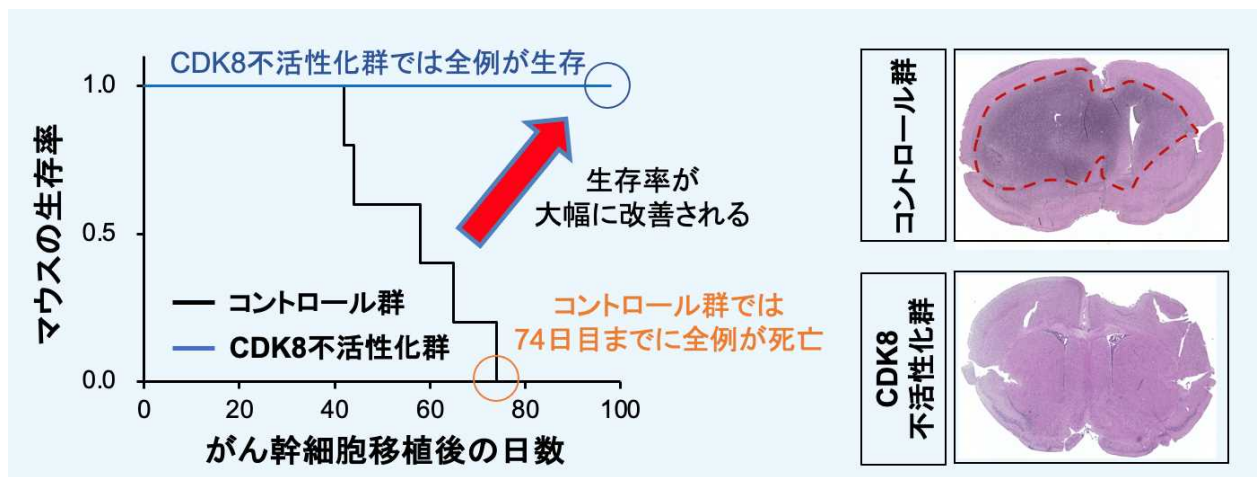 CDK8不活性化群では全例が生存
マウスの生存率
1.0
0.5
0.0
生存率が
大幅に改善される
コントロール群
CDK8不活性化群
コントロール群では
74日目までに全例が死亡
0 20 40 60 80 100
がん幹細胞移植後の日数
コントロール群
CDK8
不活性化群